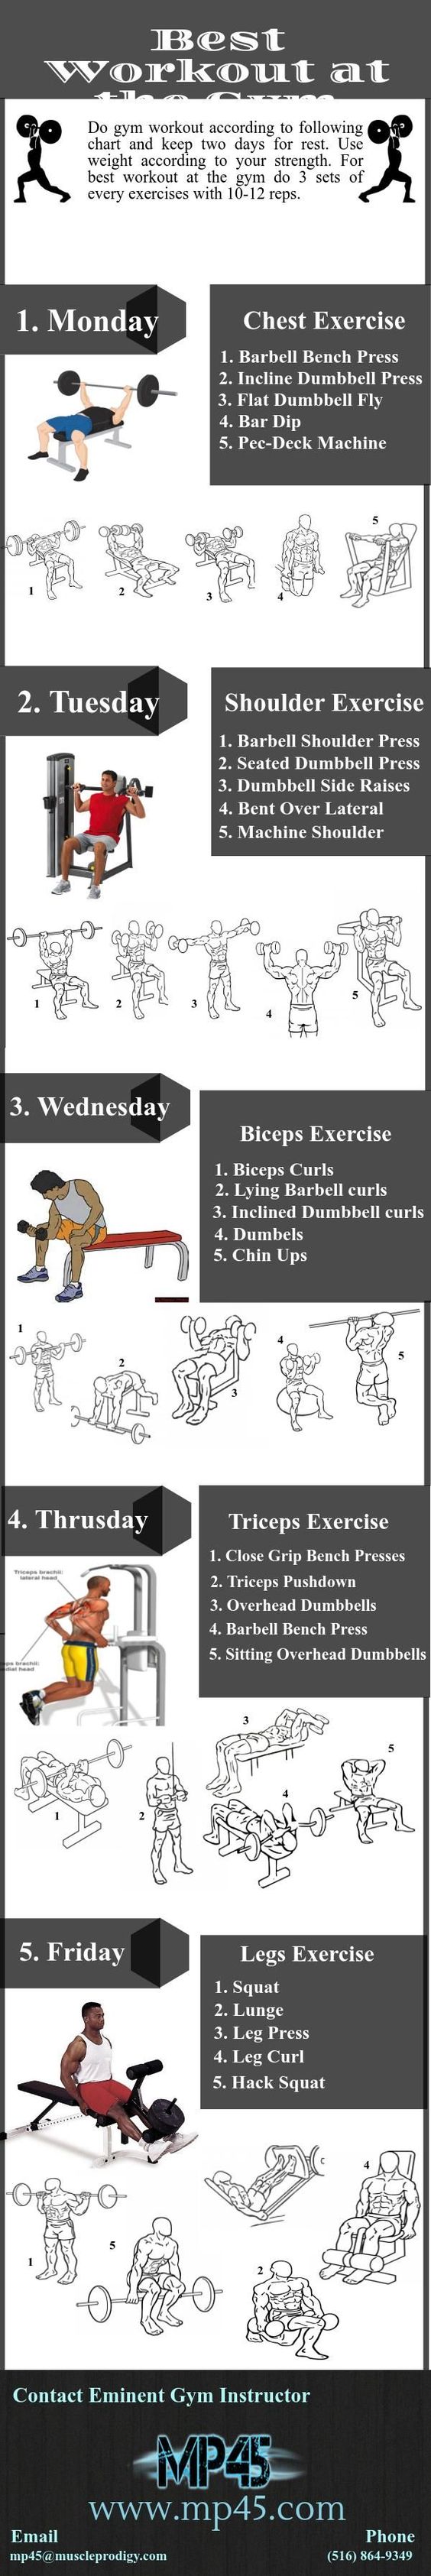 Best
Workout at
the Gym
Do gym workout according to following
chart and keep two days for rest. Use
weight according to your strength. For
best workout at the gym do 3 sets of
every exercises with 10-12 reps.
1. Monday
Chest Exercise
1. Barbell Bench Press
2. Incline Dumbbell Press
3. Flat Dumbbell Fly
4. Bar Dip
5. Pec-Deck Machine
1
2
3
4
5
2. Tuesday
Shoulder Exercise
1. Barbell Shoulder Press
2. Seated Dumbbell Press
3. Dumbbell Side Raises
4. Bent Over Lateral
5. Machine Shoulder
1
2
3
4
5
3. Wednesday
Biceps Exercise
1. Biceps Curls
2. Lying Barbell curls
3. Inclined Dumbbell curls
4. Dumbels
5. Chin Ups
1
2
3
4
5
4. Thrusday
Triceps Exercise
1. Close Grip Bench Presses
2. Triceps Pushdown
3. Overhead Dumbbells
4. Barbell Bench Press
5. Sitting Overhead Dumbbells
Triceps brachii:
lateral head
eps brachii:
edial head
1
2
3
4
5
5. Friday
Legs Exercise
1. Squat
2. Lunge
3. Leg Press
4. Leg Curl
5. Hack Squat
1
5
2
4
Contact Eminent Gym Instructor
MP45
www.mp45.com
Email
Phone
mp45@muscleprodigy.com
(516) 864-9349